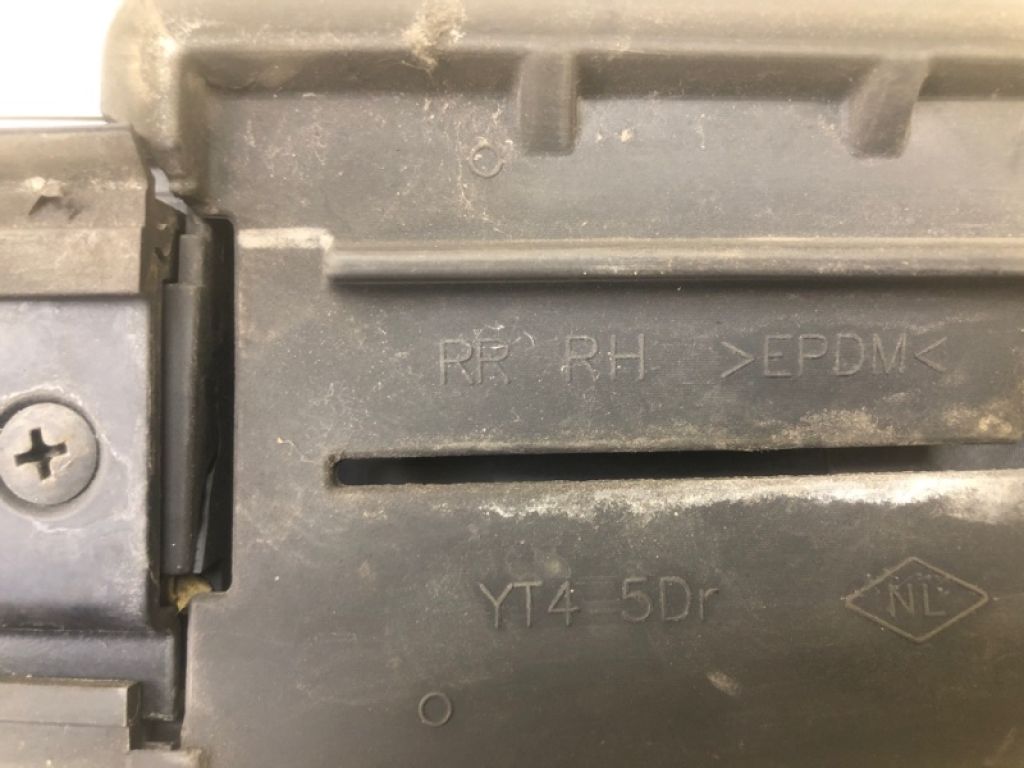 RR RH >EPDM<
YT4 5Dr NL